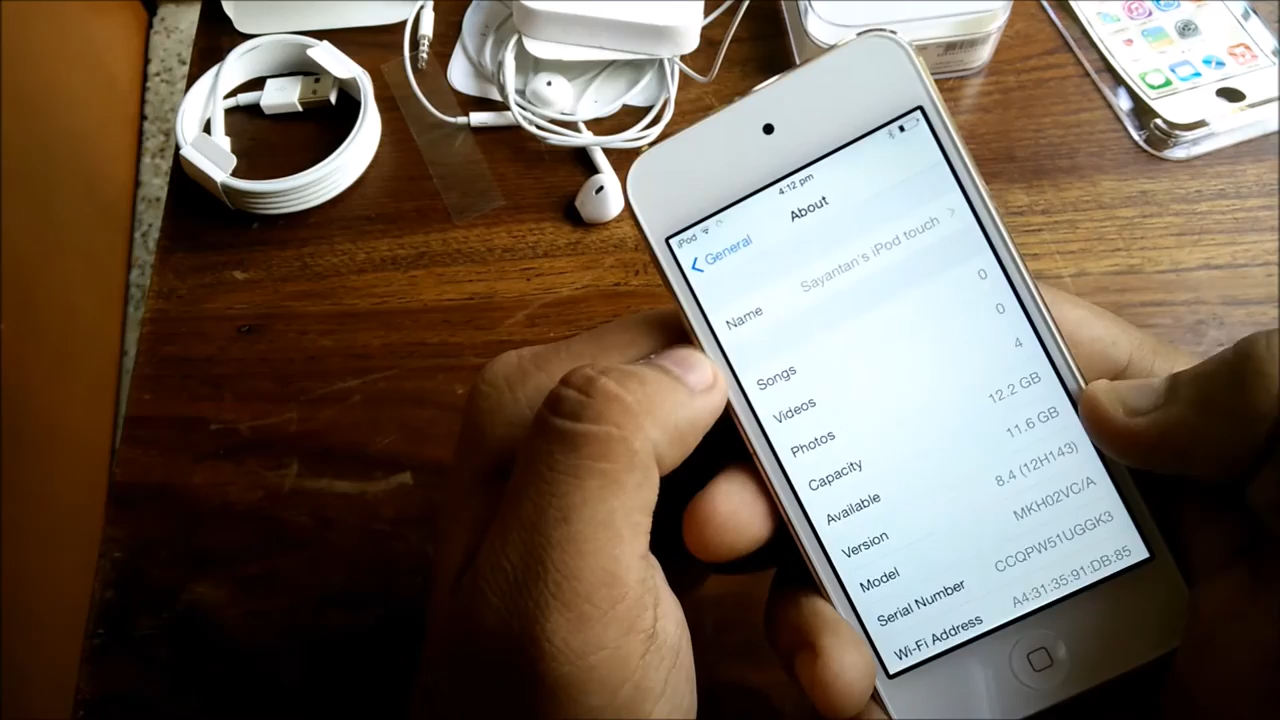 iPod 4:12 pm
General About
Name Sayantan's iPod touch
Songs 0
Videos 0
Photos 4
Capacity 12.2 GB
Available 11.6 GB
Version 8.4 (12H143)
Model MKH02VC/A
Serial Number CCQPW51UGGK3
Wi-Fi Address A4:31:35:91:DB:85